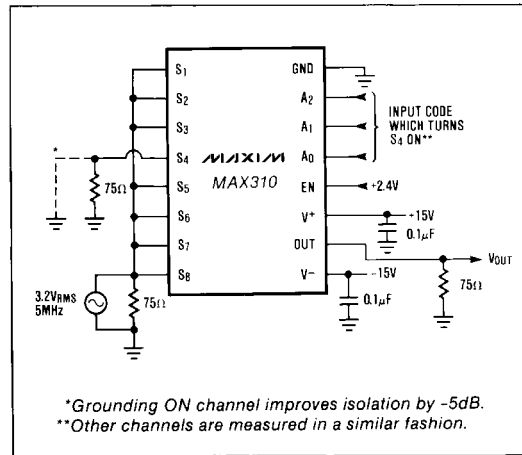 S1
S2
S3
S4
S5
S6
S7
S8
GND
A2
A1
A0
EN
V+
OUT
V−
MAXIM
MAX310
INPUT CODE
WHICH TURNS
S4 ON**
+2.4V
+15V
0.1µF
VOUT
−15V
0.1µF
75Ω
*
75Ω
3.2VRMS
5MHz
75Ω
*Grounding ON channel improves isolation by -5dB.
**Other channels are measured in a similar fashion.